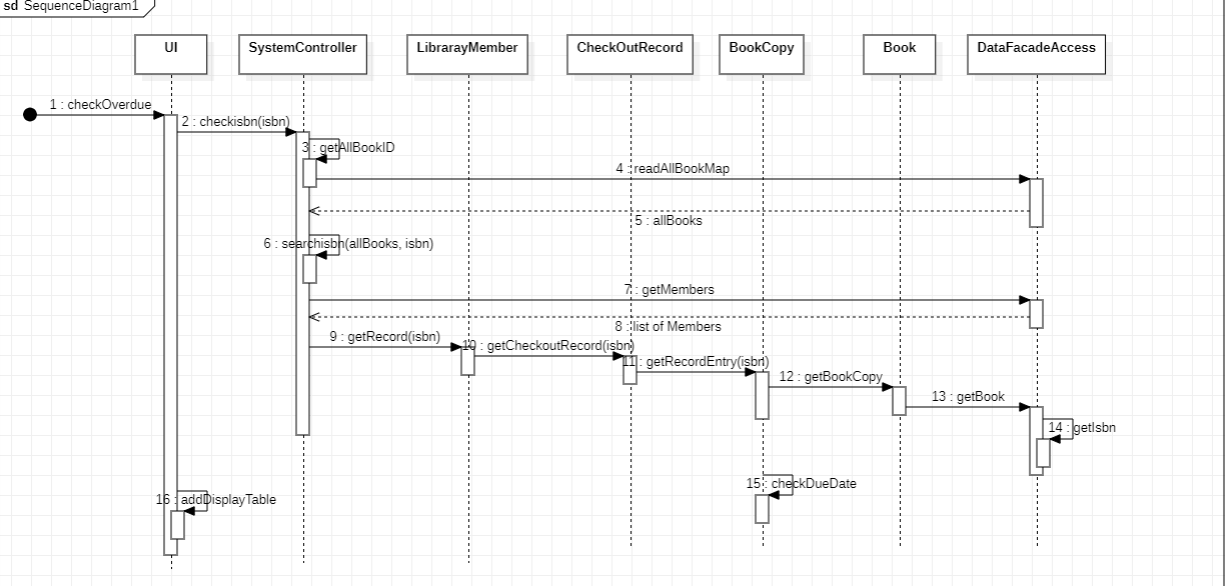 sd SequenceDiagram1
UI
SystemController
LibrarayMember
CheckOutRecord
BookCopy
Book
DataFacadeAccess
1 : checkOverdue
2 : checkisbn(isbn)
3 : getAllBookID
4 : readAllBookMap
5 : allBooks
6 : searchisbn(allBooks, isbn)
7 : getMembers
8 : list of Members
9 : getRecord(isbn)
10 : getCheckoutRecord(isbn)
11 : getRecordEntry(isbn)
12 : getBookCopy
13 : getBook
14 : getIsbn
15 : checkDueDate
16 : addDisplayTable